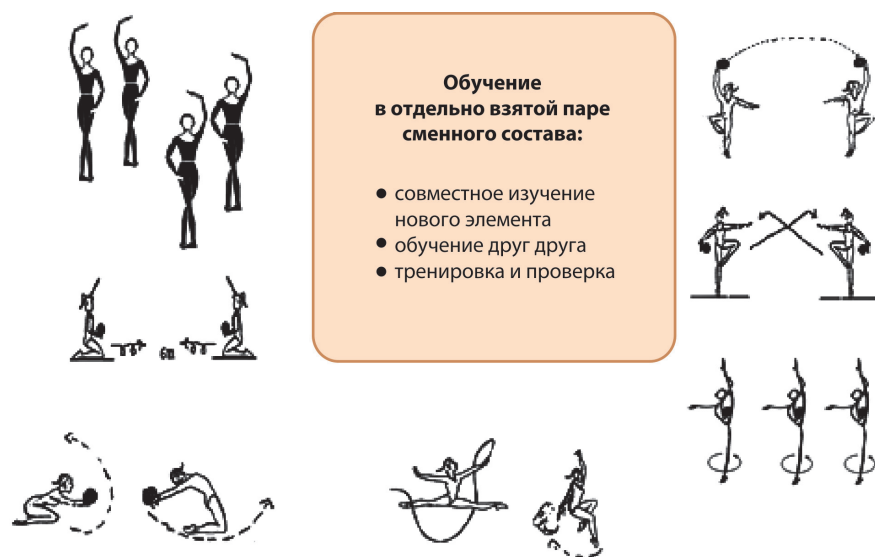 Обучение
в отдельно взятой паре
сменного состава:
● совместное изучение
нового элемента
● обучение друг друга
● тренировка и проверка